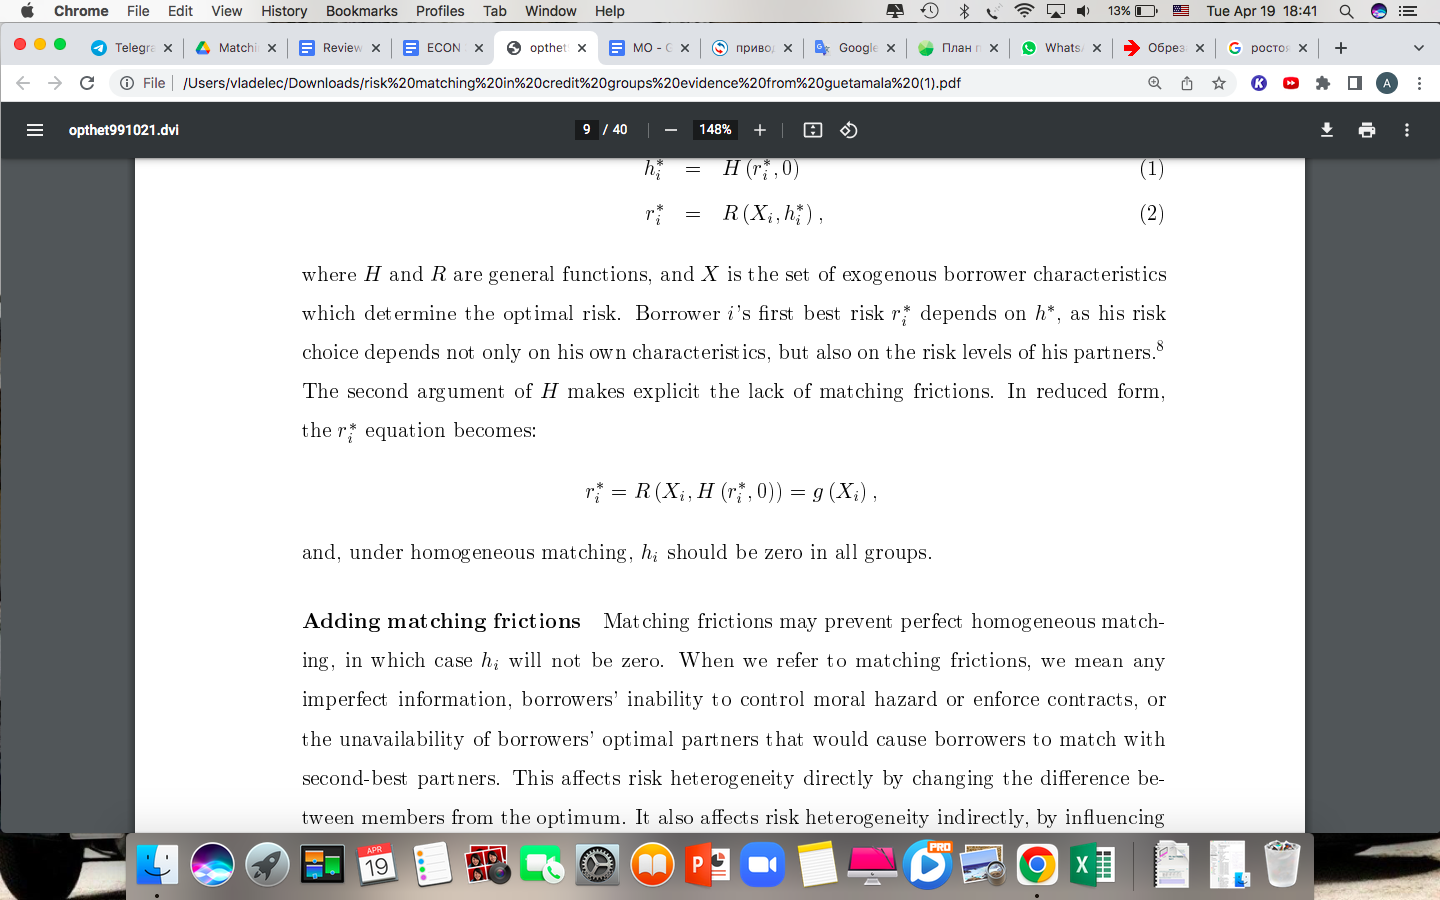 Chrome File Edit View History Bookmarks Profiles Tab Window Help 13% Tue Apr 19 18:41
Telegra Matchi Review ECON opthet MO - G привод Google План п WhatsA Обрез росто
File /Users/vladelec/Downloads/risk%20matching%20in%20credit%20groups%20evidence%20from%20guetamala%20(1).pdf K A
opthet991021.dvi 9 / 40 148%
h_i^* = H (r_i^*, 0) (1)
r_i^* = R (X_i, h_i^*) , (2)
where H and R are general functions, and X is the set of exogenous borrower characteristics
which determine the optimal risk. Borrower i's first best risk r_i^* depends on h*, as his risk
choice depends not only on his own characteristics, but also on the risk levels of his partners.8
The second argument of H makes explicit the lack of matching frictions. In reduced form,
the r_i^* equation becomes:
r_i^* = R (X_i, H (r_i^*, 0)) = g (X_i) ,
and, under homogeneous matching, h_i should be zero in all groups.
Adding matching frictions Matching frictions may prevent perfect homogeneous match-
ing, in which case h_i will not be zero. When we refer to matching frictions, we mean any
imperfect information, borrowers' inability to control moral hazard or enforce contracts, or
the unavailability of borrowers' optimal partners that would cause borrowers to match with
second-best partners. This affects risk heterogeneity directly by changing the difference be-
tween members from the optimum. It also affects risk heterogeneity indirectly, by influencing
APR
19
PRO